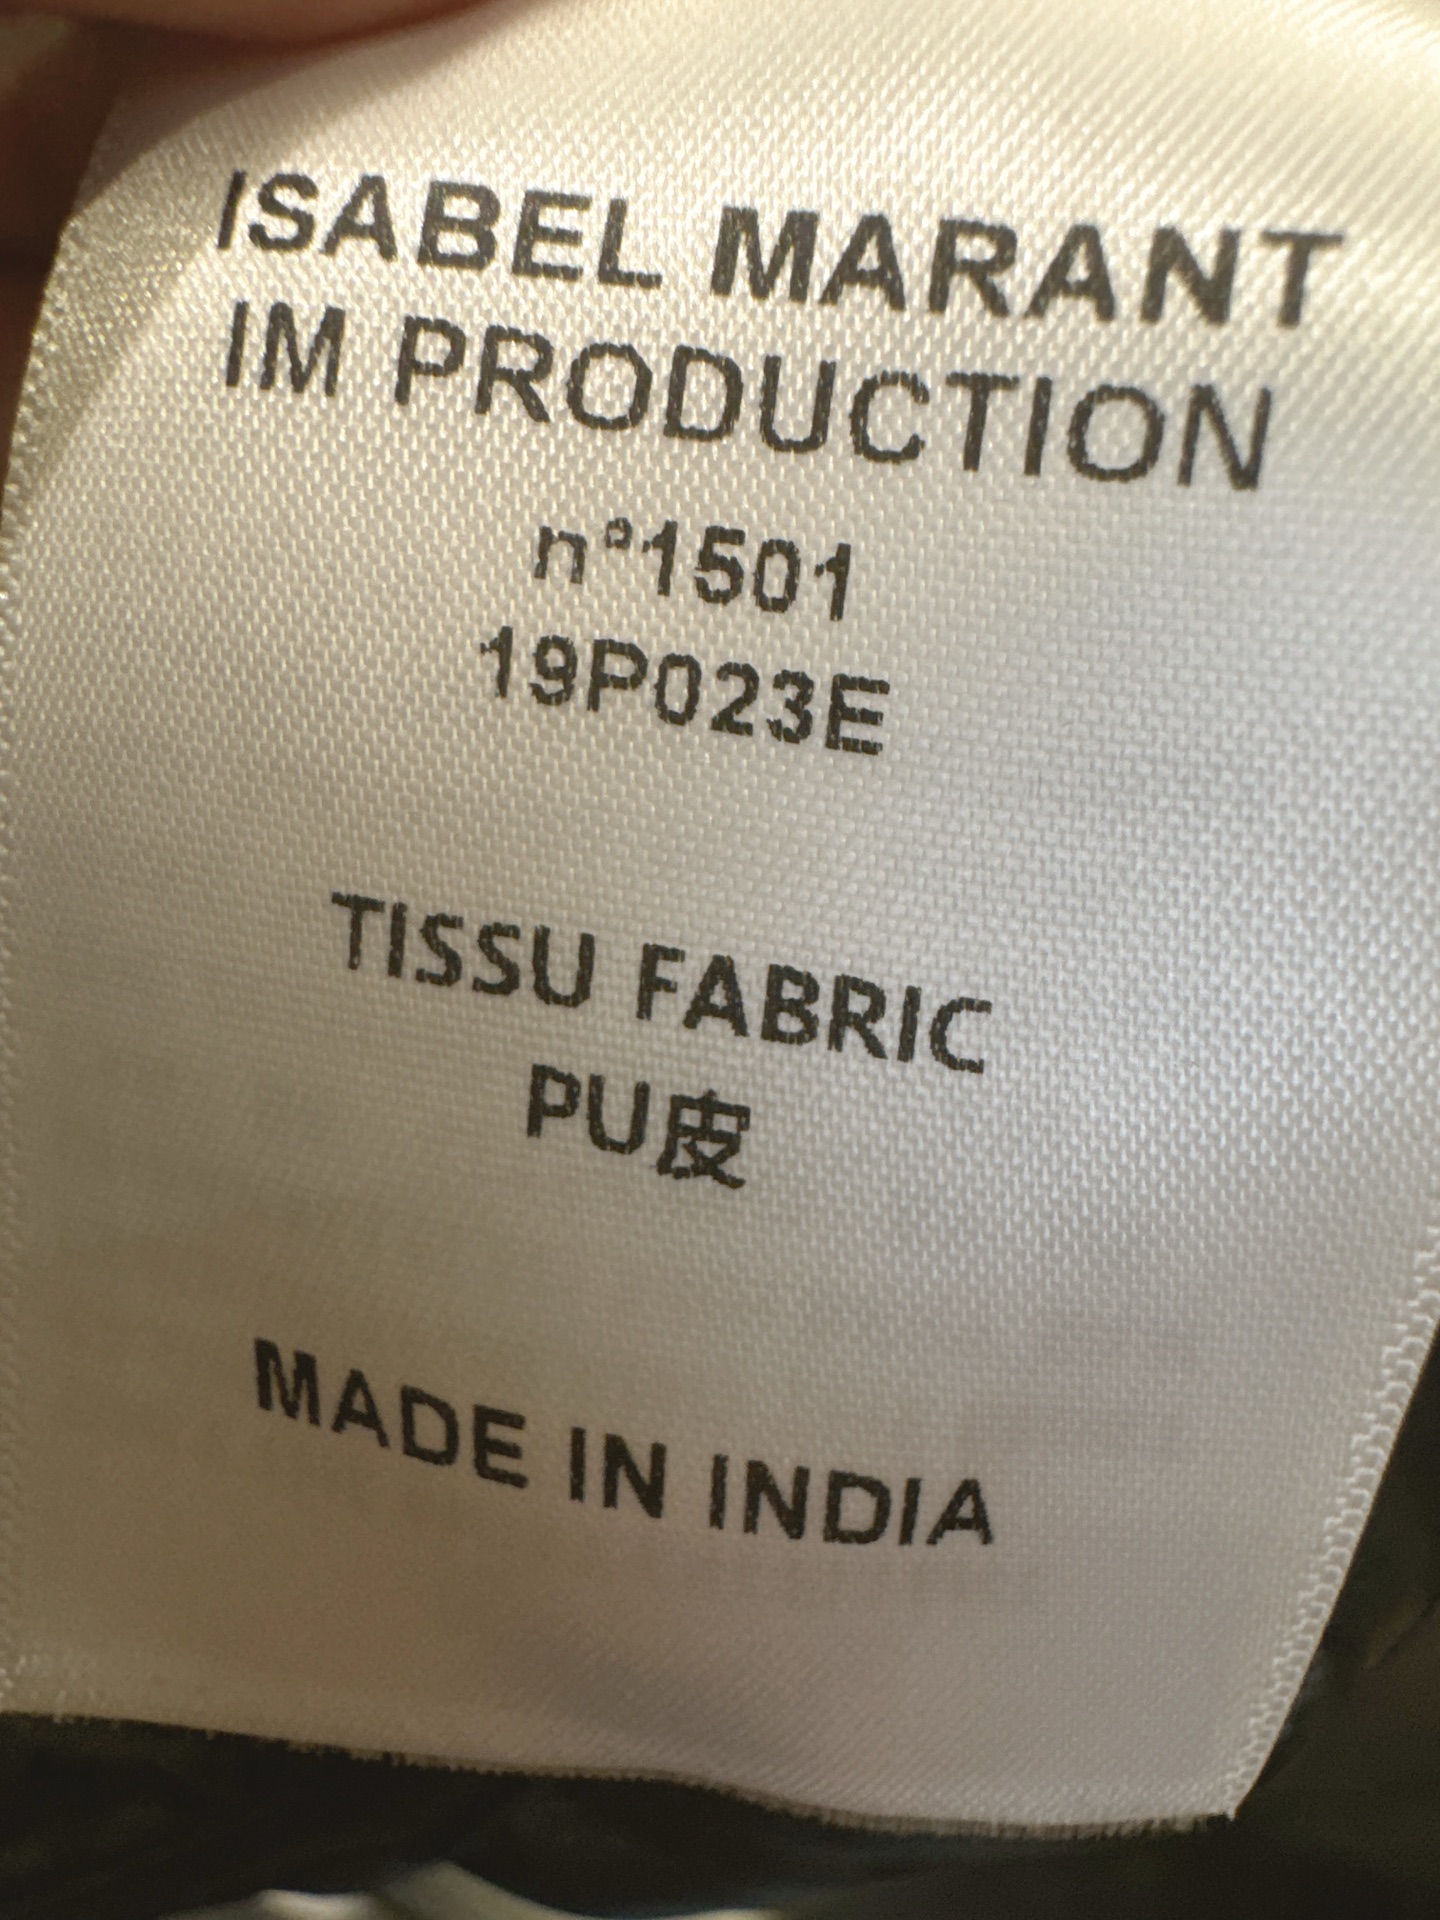 ISABEL MARANT
IM PRODUCTION
n°1501
19P023E
TISSU FABRIC
PU皮
MADE IN INDIA